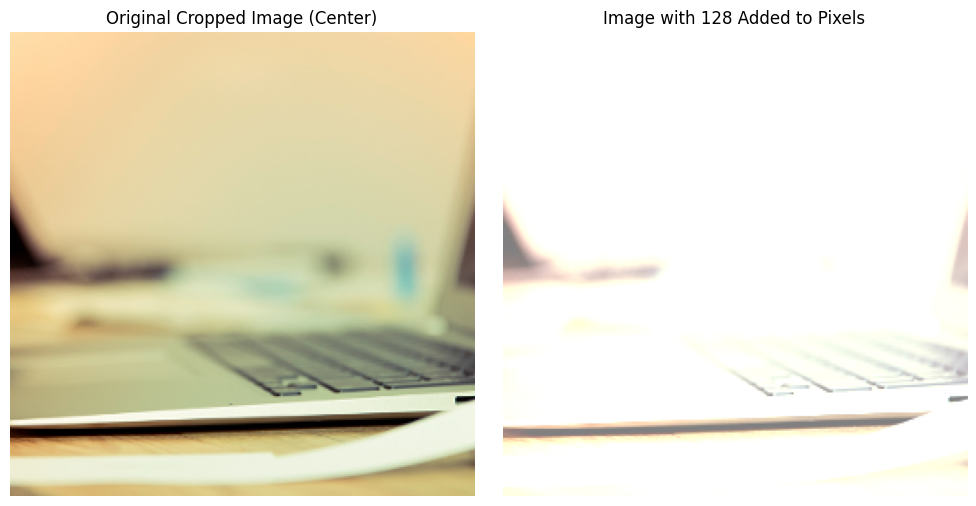 Original Cropped Image (Center)
Image with 128 Added to Pixels